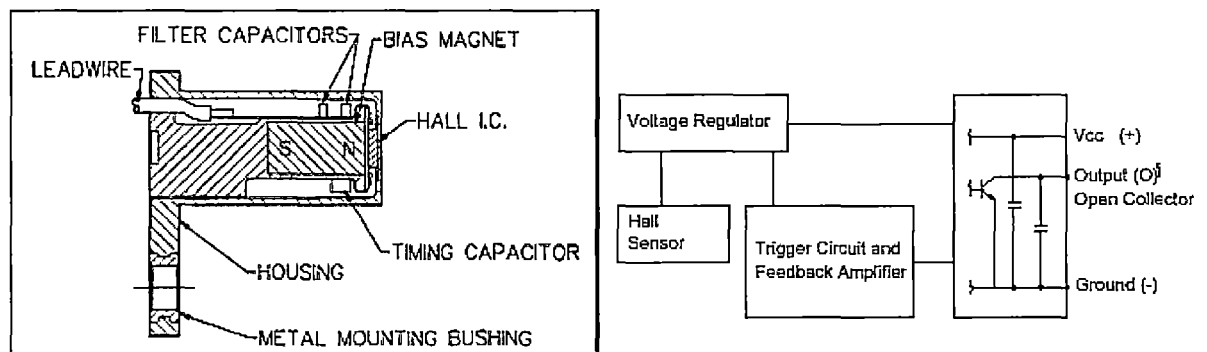 FILTER CAPACITORS
BIAS MAGNET
LEADWIRE
HALL I.C.
S N
TIMING CAPACITOR
HOUSING
METAL MOUNTING BUSHING
Voltage Regulator
Hall
Sensor
Trigger Circuit and
Feedback Amplifier
Vcc (+)
Output (O)
Open Collector
Ground (-)